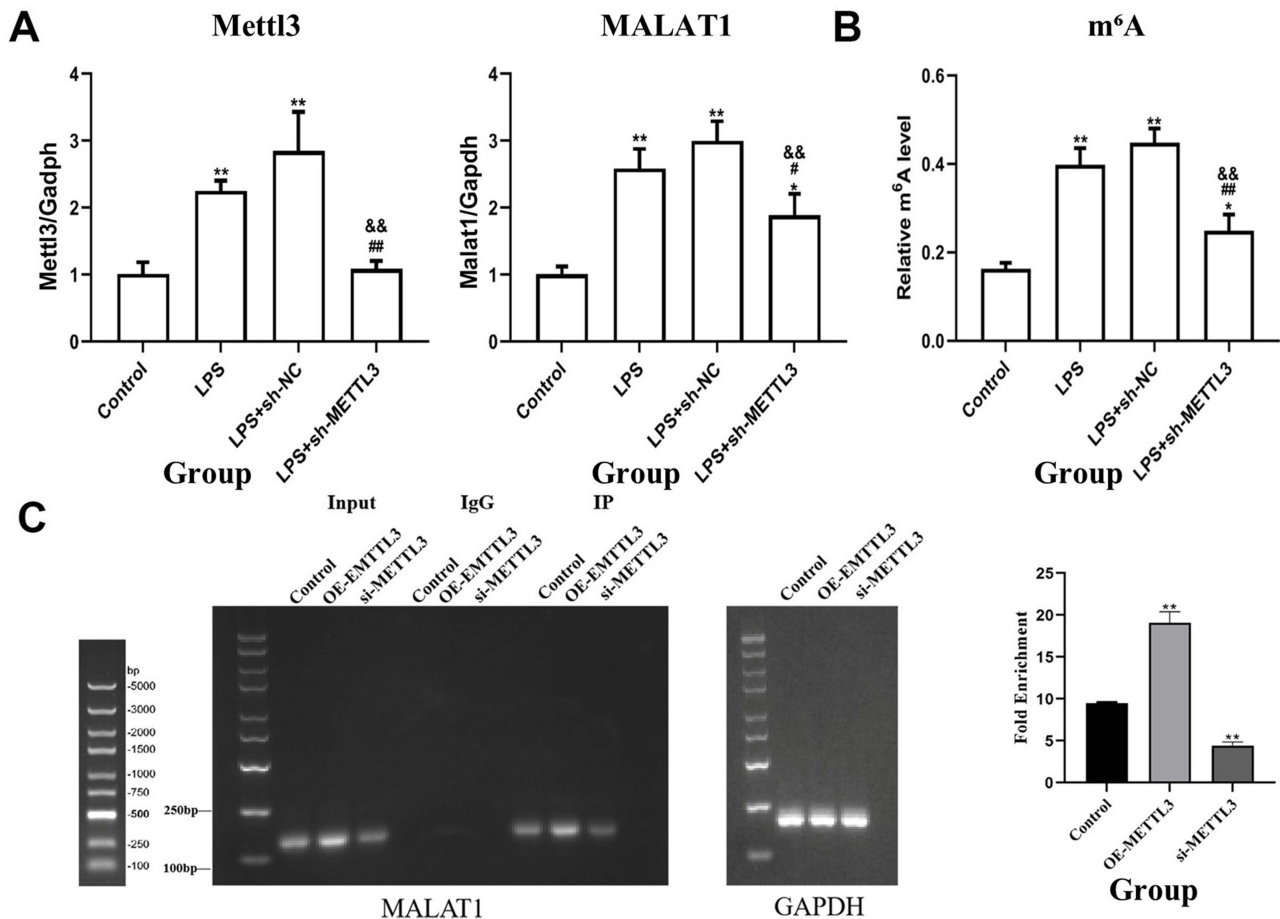 A
Mettl3
4
3
2
1
0
Mettl3/Gadph
**
**
&&
##
Control
LPS
LPS+sh-NC
LPS+sh-METTL3
Group
MALAT1
4
3
2
1
0
Malat1/Gapdh
**
**
&&
#
*
Control
LPS
LPS+sh-NC
LPS+sh-METTL3
Group
B
m⁶A
0.6
0.4
0.2
0.0
Relative m⁶A level
**
**
&&
##
*
Control
LPS
LPS+sh-NC
LPS+sh-METTL3
Group
C
bp
-5000
-3000
-2000
-1500
-1000
-750
-500
-250
-100
Input
IgG
IP
Control
OE-EMTTL3
si-METTL3
Control
OE-EMTTL3
si-METTL3
Control
OE-EMTTL3
si-METTL3
250bp
100bp
MALAT1
Control
OE-EMTTL3
si-METTL3
GAPDH
25
20
15
10
5
0
Fold Enrichment
**
**
Control
OE-METTL3
si-METTL3
Group